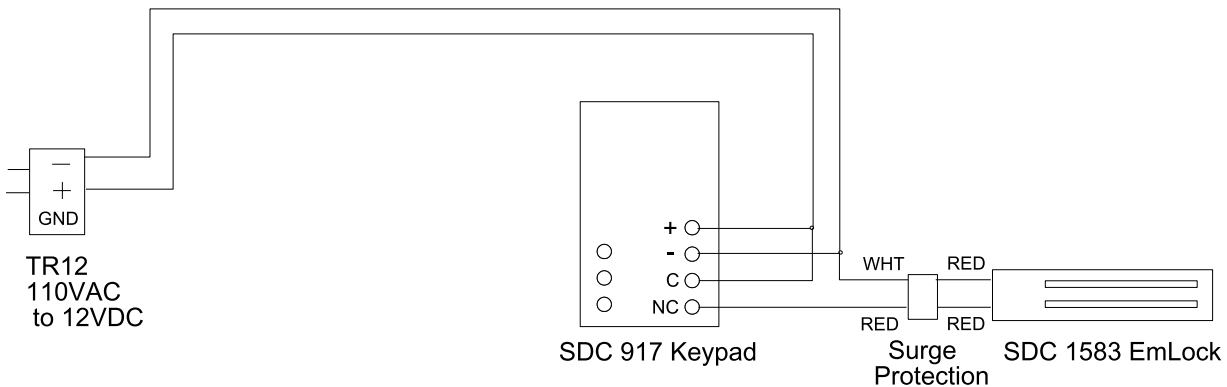 —
+
GND
TR12
110VAC
to 12VDC
+
-
C
NC
SDC 917 Keypad
WHT
RED
RED
RED
Surge
Protection
SDC 1583 EmLock